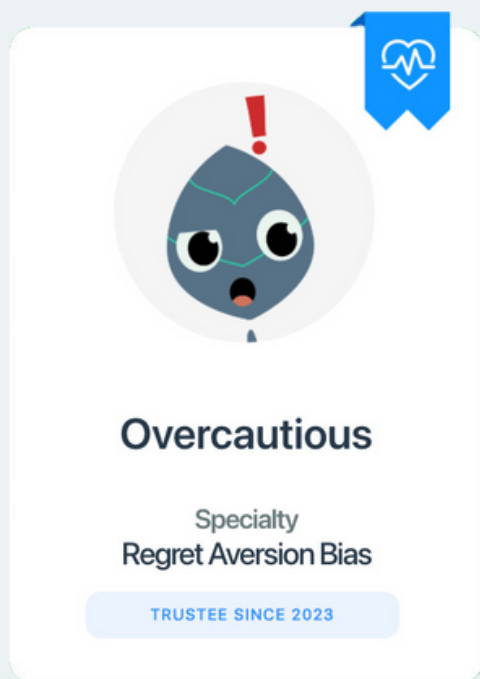 Overcautious
Specialty
Regret Aversion Bias
TRUSTEE SINCE 2023